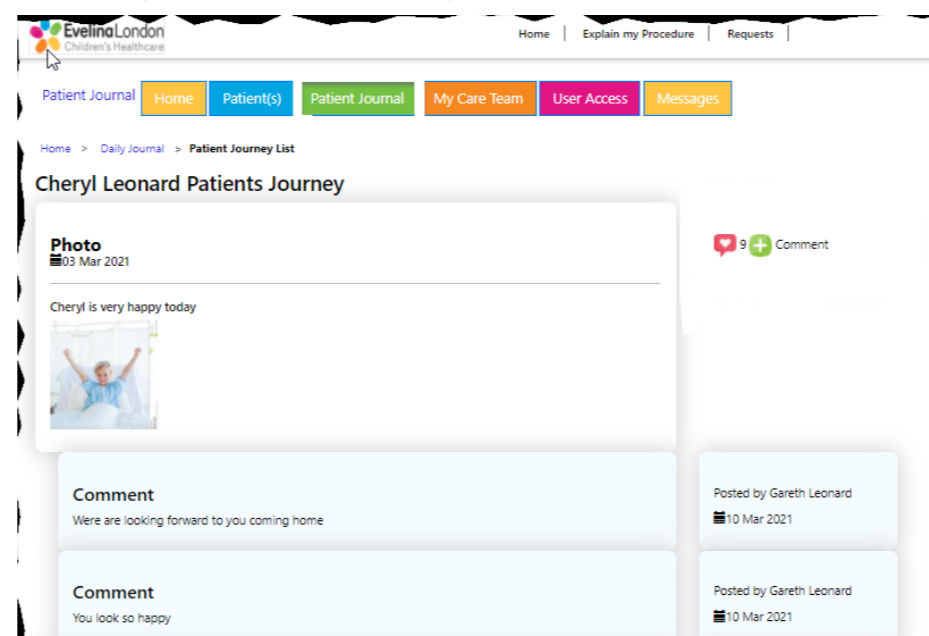 EvelinaLondon
Children's Healthcare
Home | Explain my Procedure | Requests |
Patient Journal Home Patient(s) Patient Journal My Care Team User Access Messages
Home > Daily Journal > Patient Journey List
Cheryl Leonard Patients Journey
Photo
03 Mar 2021
9 Comment
Cheryl is very happy today
Comment
Were are looking forward to you coming home
Posted by Gareth Leonard
10 Mar 2021
Comment
You look so happy
Posted by Gareth Leonard
10 Mar 2021